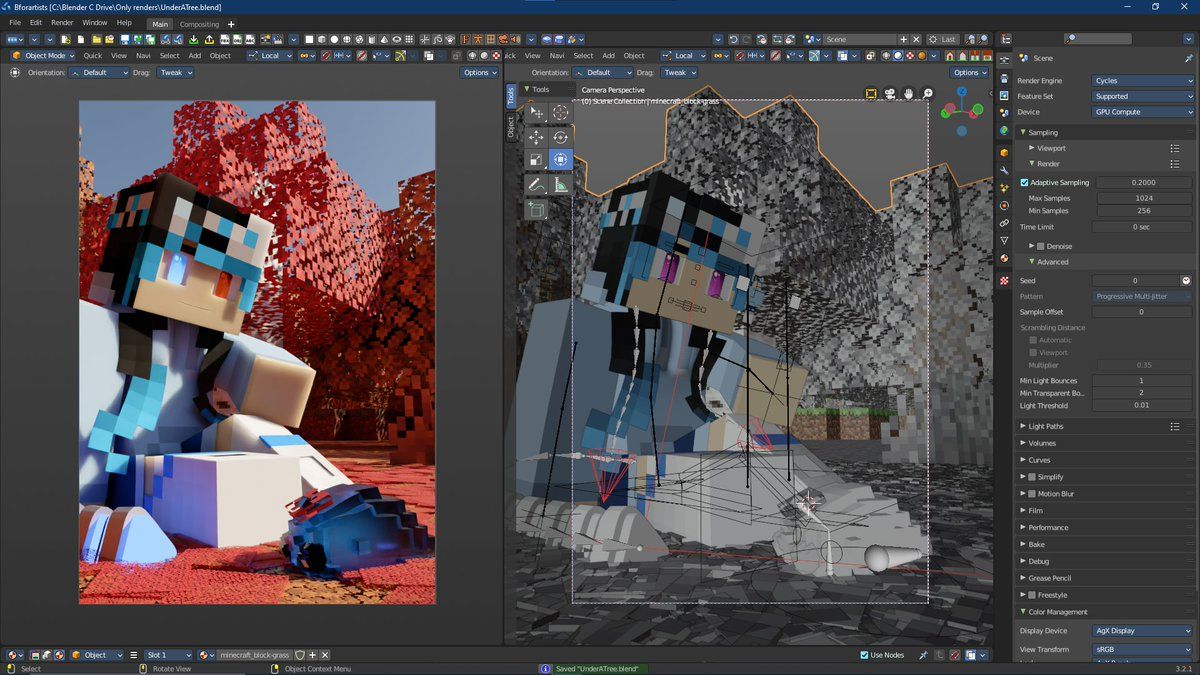 Bforartists [C:\Blender C Drive\Only renders\UnderATree.blend]
File Edit Render Window Help Main Compositing +
Scene Last
Object Mode Quick View Navi Select Add Object Local
View Navi Select Add Object Local
Orientation: Default Drag: Tweak Options
Orientation: Default Drag: Tweak Options
Tools
Object
Tools
Camera Perspective
(0) Scene Collection | minecraft_block-grass
Z
Scene
Render Engine Cycles
Feature Set Supported
Device GPU Compute
Sampling
Viewport
Render
Adaptive Sampling 0.2000
Max Samples 1024
Min Samples 256
Time Limit 0 sec
Denoise
Advanced
Seed 0
Pattern Progressive Multi-Jitter
Sample Offset 0
Scrambling Distance
Automatic
Viewport
Multiplier 0.35
Min Light Bounces 1
Min Transparent Bo... 2
Light Threshold 0.01
Light Paths
Volumes
Curves
Simplify
Motion Blur
Film
Performance
Bake
Debug
Grease Pencil
Freestyle
Color Management
Display Device AgX Display
View Transform sRGB
Object Slot 1 minecraft_block-grass Use Nodes
Select Rotate View Object Context Menu Saved "UnderATree.blend" 3.2.1